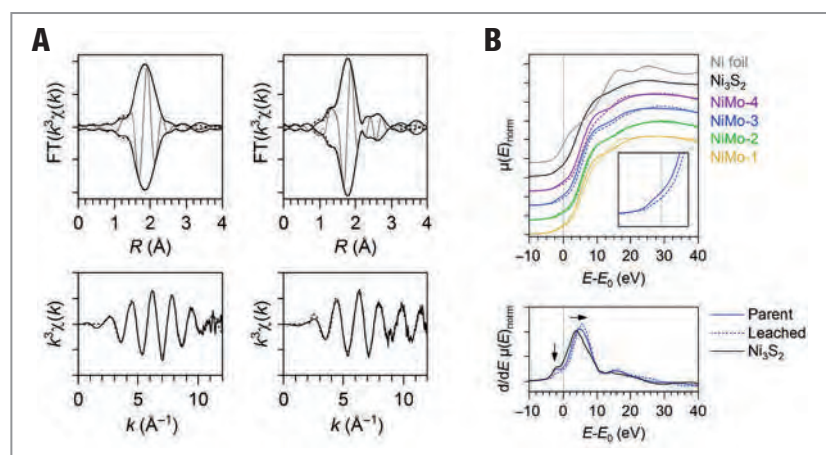 A
B
FT(k³χ(k))
0 1 2 3 4
R (Å)
FT(k³χ(k))
0 1 2 3 4
R (Å)
k³χ(k)
0 5 10
k (Å⁻¹)
k³χ(k)
0 5 10
k (Å⁻¹)
μ(E)norm
Ni foil
Ni₃S₂
NiMo-4
NiMo-3
NiMo-2
NiMo-1
−10 0 10 20 30 40
E-E₀ (eV)
d/dE μ(E)norm
Parent
Leached
Ni₃S₂
−10 0 10 20 30 40
E-E₀ (eV)